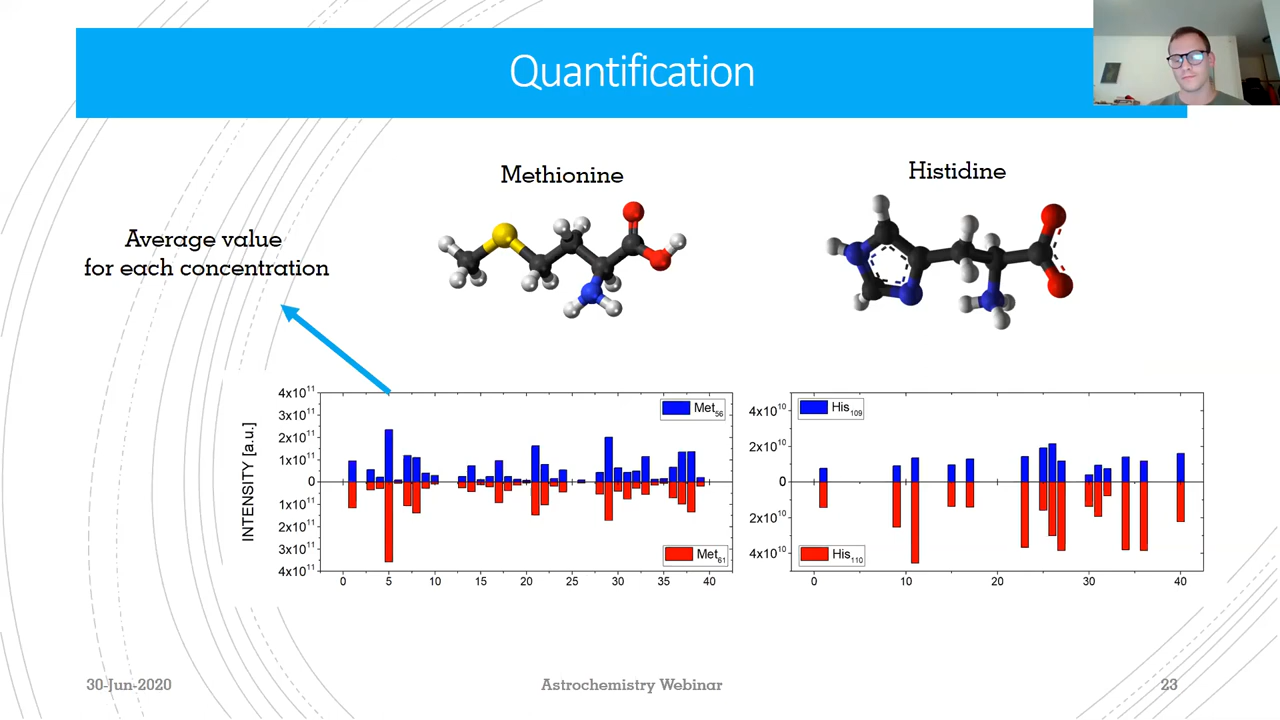 Quantification
Methionine
Histidine
Average value
for each concentration
INTENSITY [a.u.]
4x10¹¹
3x10¹¹
2x10¹¹
1x10¹¹
0
1x10¹¹
2x10¹¹
3x10¹¹
4x10¹¹
Met₅₆
Met₆₁
0 5 10 15 20 25 30 35 40
4x10¹⁰
2x10¹⁰
0
2x10¹⁰
4x10¹⁰
His₁₀₉
His₁₁₀
0 10 20 30 40
30-Jun-2020
Astrochemistry Webinar
23